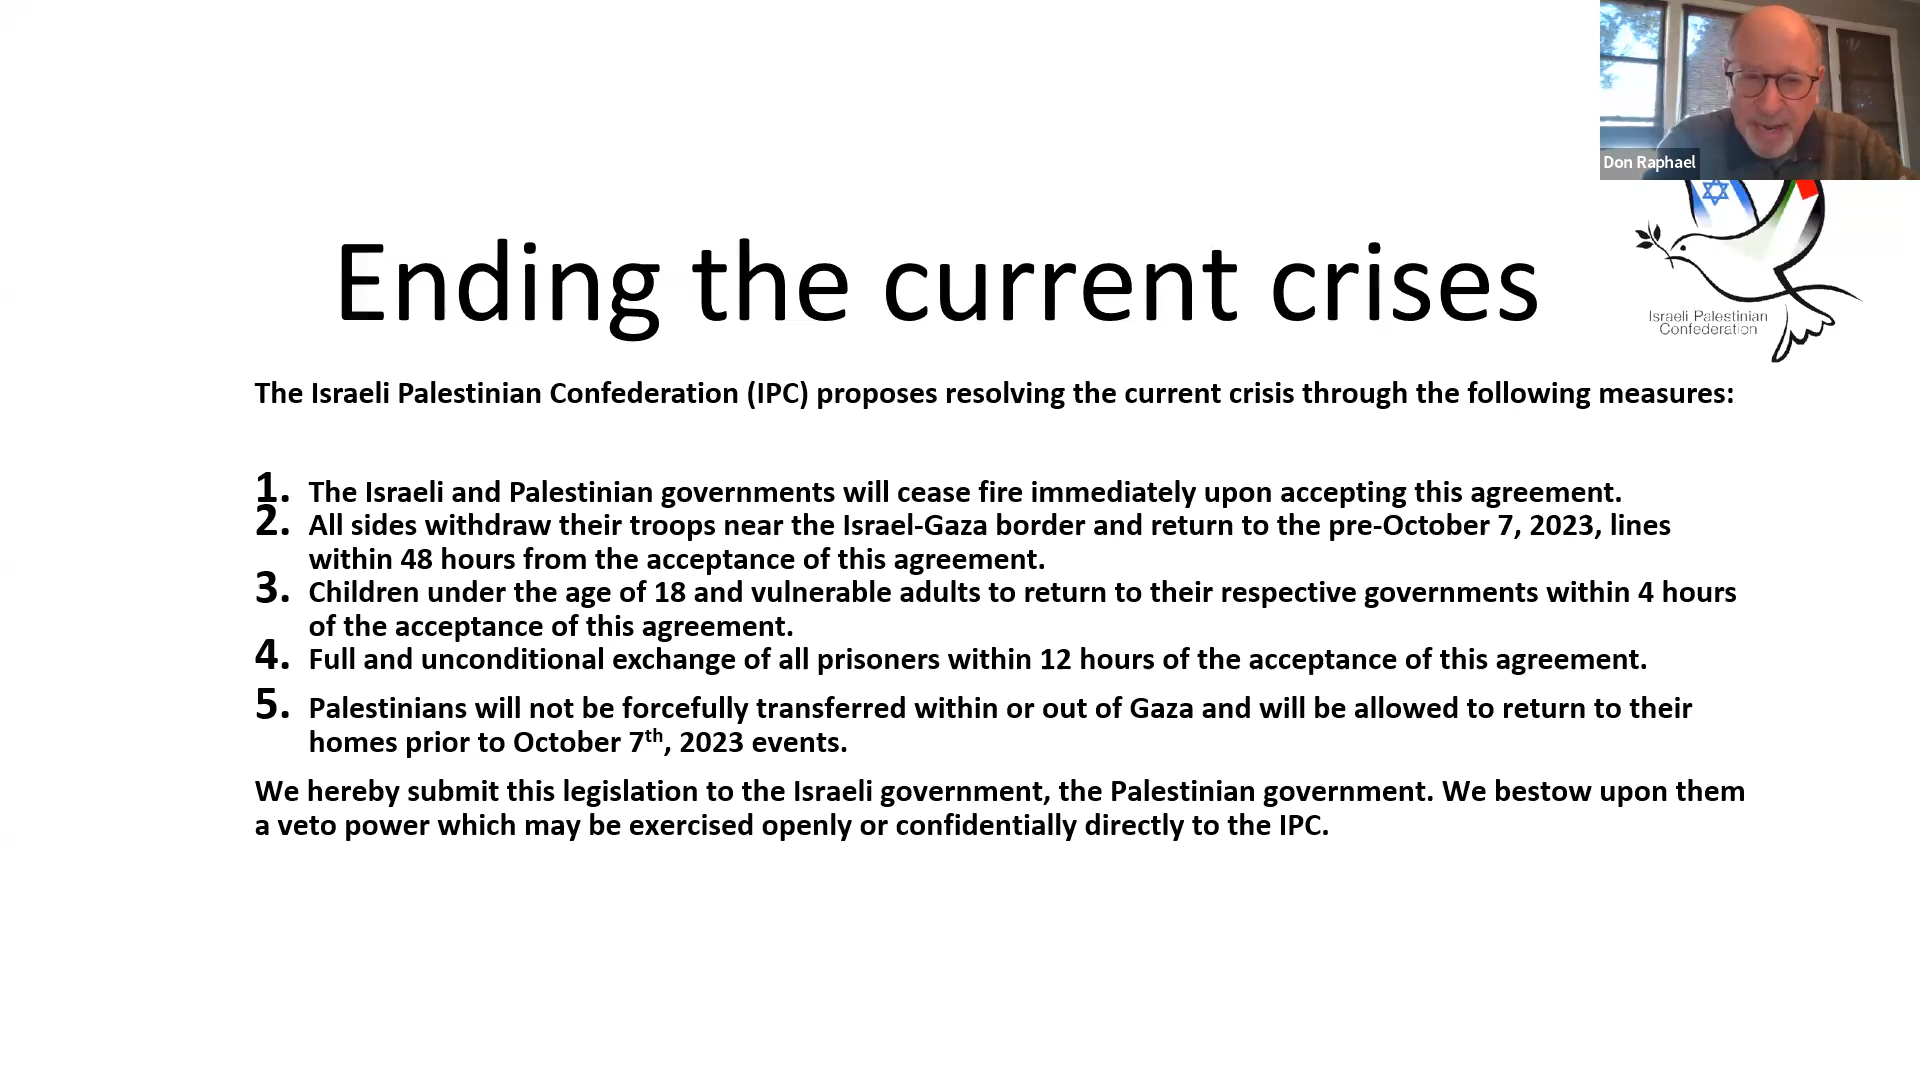 Don Raphael
Ending the current crises
Israeli Palestinian
Confederation
The Israeli Palestinian Confederation (IPC) proposes resolving the current crisis through the following measures:
1. The Israeli and Palestinian governments will cease fire immediately upon accepting this agreement.
2. All sides withdraw their troops near the Israel-Gaza border and return to the pre-October 7, 2023, lines
within 48 hours from the acceptance of this agreement.
3. Children under the age of 18 and vulnerable adults to return to their respective governments within 4 hours
of the acceptance of this agreement.
4. Full and unconditional exchange of all prisoners within 12 hours of the acceptance of this agreement.
5. Palestinians will not be forcefully transferred within or out of Gaza and will be allowed to return to their
homes prior to October 7th, 2023 events.
We hereby submit this legislation to the Israeli government, the Palestinian government. We bestow upon them
a veto power which may be exercised openly or confidentially directly to the IPC.